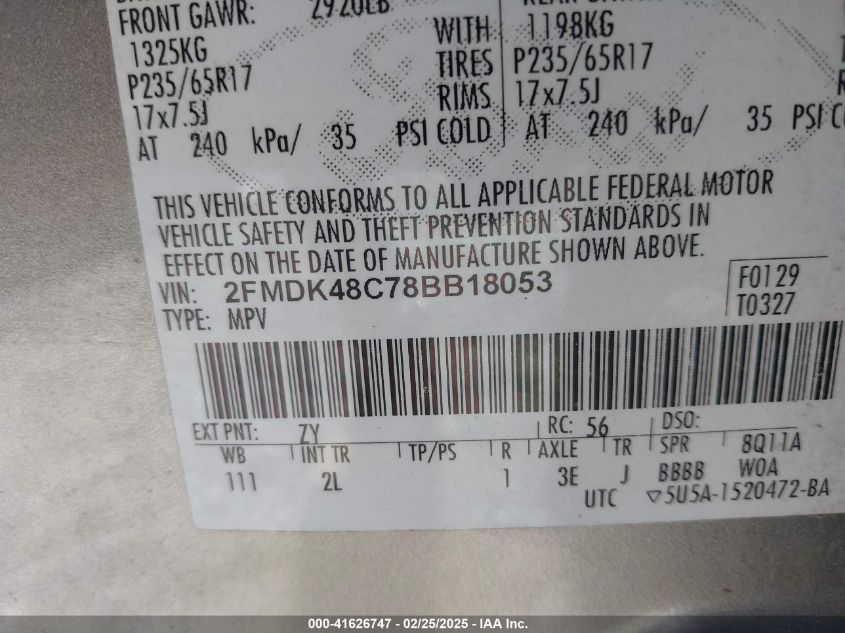 FRONT GAWR: 2920LB
1325KG WITH 1198KG
P235/65R17 TIRES P235/65R17
17x7.5J RIMS 17x7.5J
AT 240 kPa/ 35 PSI COLD AT 240 kPa/ 35 PSI
THIS VEHICLE CONFORMS TO ALL APPLICABLE FEDERAL MOTOR
VEHICLE SAFETY AND THEFT PREVENTION STANDARDS IN
EFFECT ON THE DATE OF MANUFACTURE SHOWN ABOVE.
VIN: 2FMDK48C78BB18053 F0129
TYPE: MPV T0327
EXT PNT: ZY RC: 56 DSO:
WB INT TR TP/PS R AXLE TR SPR 8Q11A
111 2L 1 3E J BBBB W0A
UTC ▽5U5A-1520472-BA
000-41626747 - 02/25/2025 - IAA Inc.